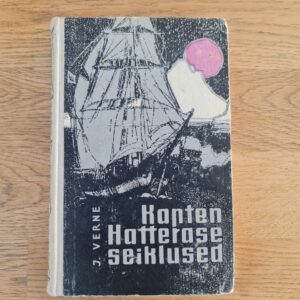 J. VERNE
Kapten
Hatterase
seiklused